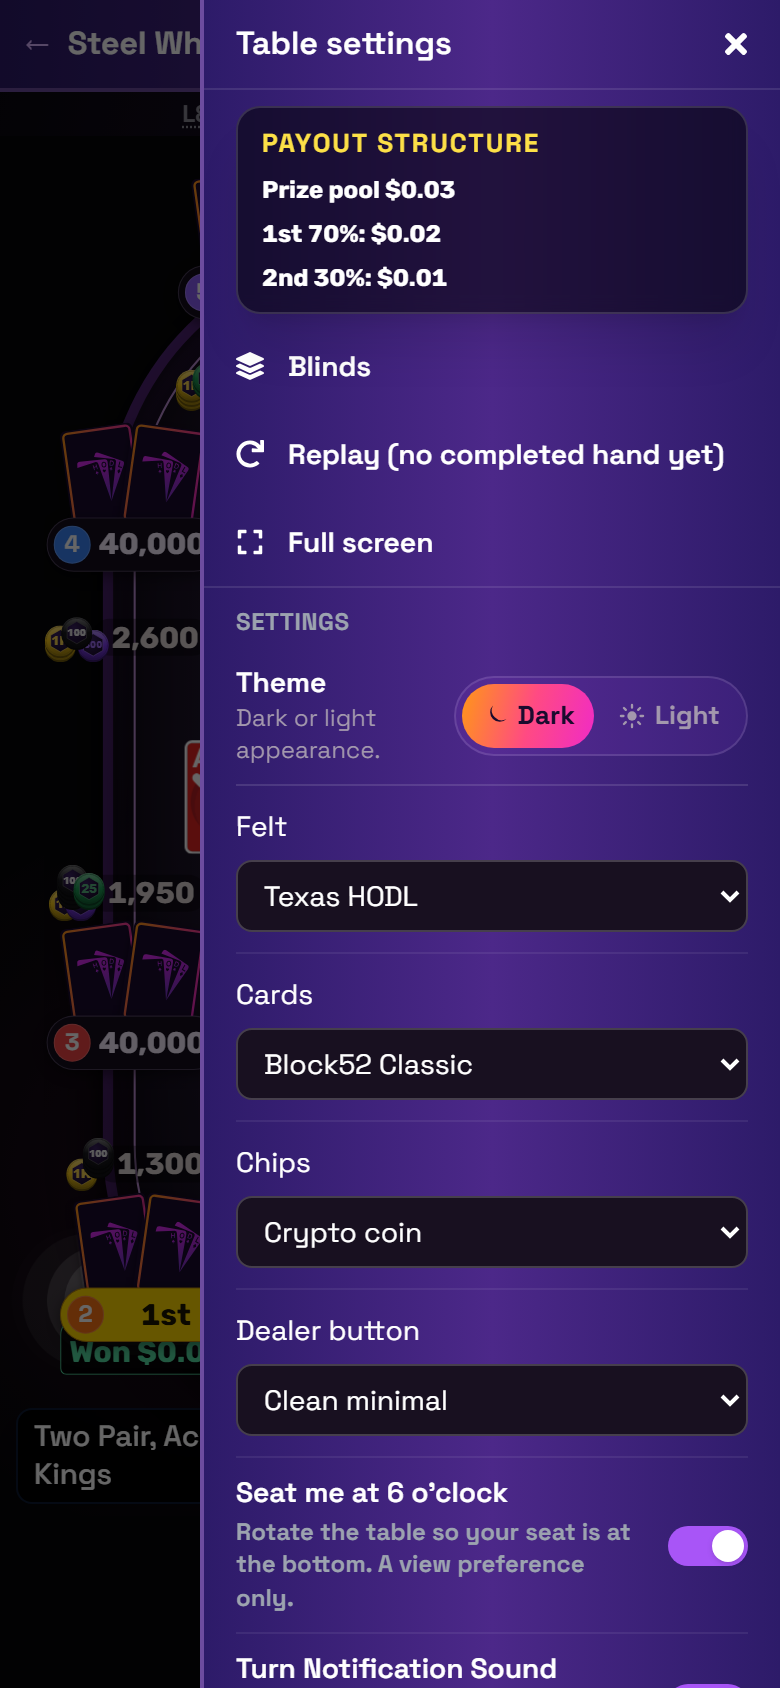 ← Steel Wh
Table settings
PAYOUT STRUCTURE
Prize pool $0.03
1st 70%: $0.02
2nd 30%: $0.01
Blinds
Replay (no completed hand yet)
Full screen
SETTINGS
Theme
Dark or light
appearance.
Dark
Light
Felt
Texas HODL
Cards
Block52 Classic
Chips
Crypto coin
Dealer button
Clean minimal
Seat me at 6 o'clock
Rotate the table so your seat is at
the bottom. A view preference
only.
Turn Notification Sound
4 40,000
100
2,600
25
1,950
3 40,000
100
1,300
2 1st
Won $0.0
Two Pair, Ac
Kings